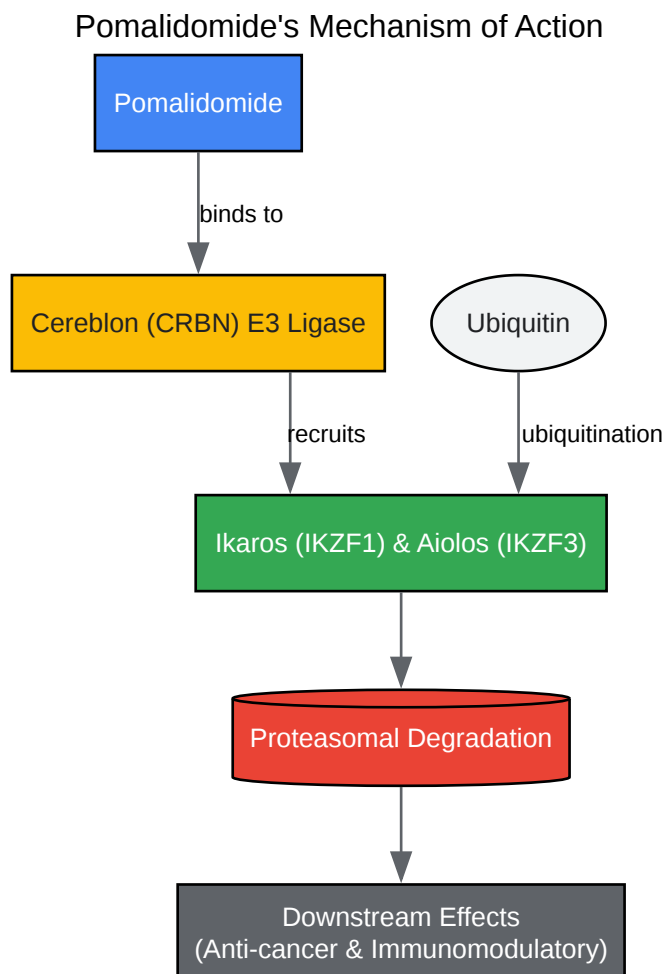 Pomalidomide's Mechanism of Action
Pomalidomide
binds to
Cereblon (CRBN) E3 Ligase
Ubiquitin
recruits
ubiquitination
Ikaros (IKZF1) & Aiolos (IKZF3)
Proteasomal Degradation
Downstream Effects
(Anti-cancer & Immunomodulatory)